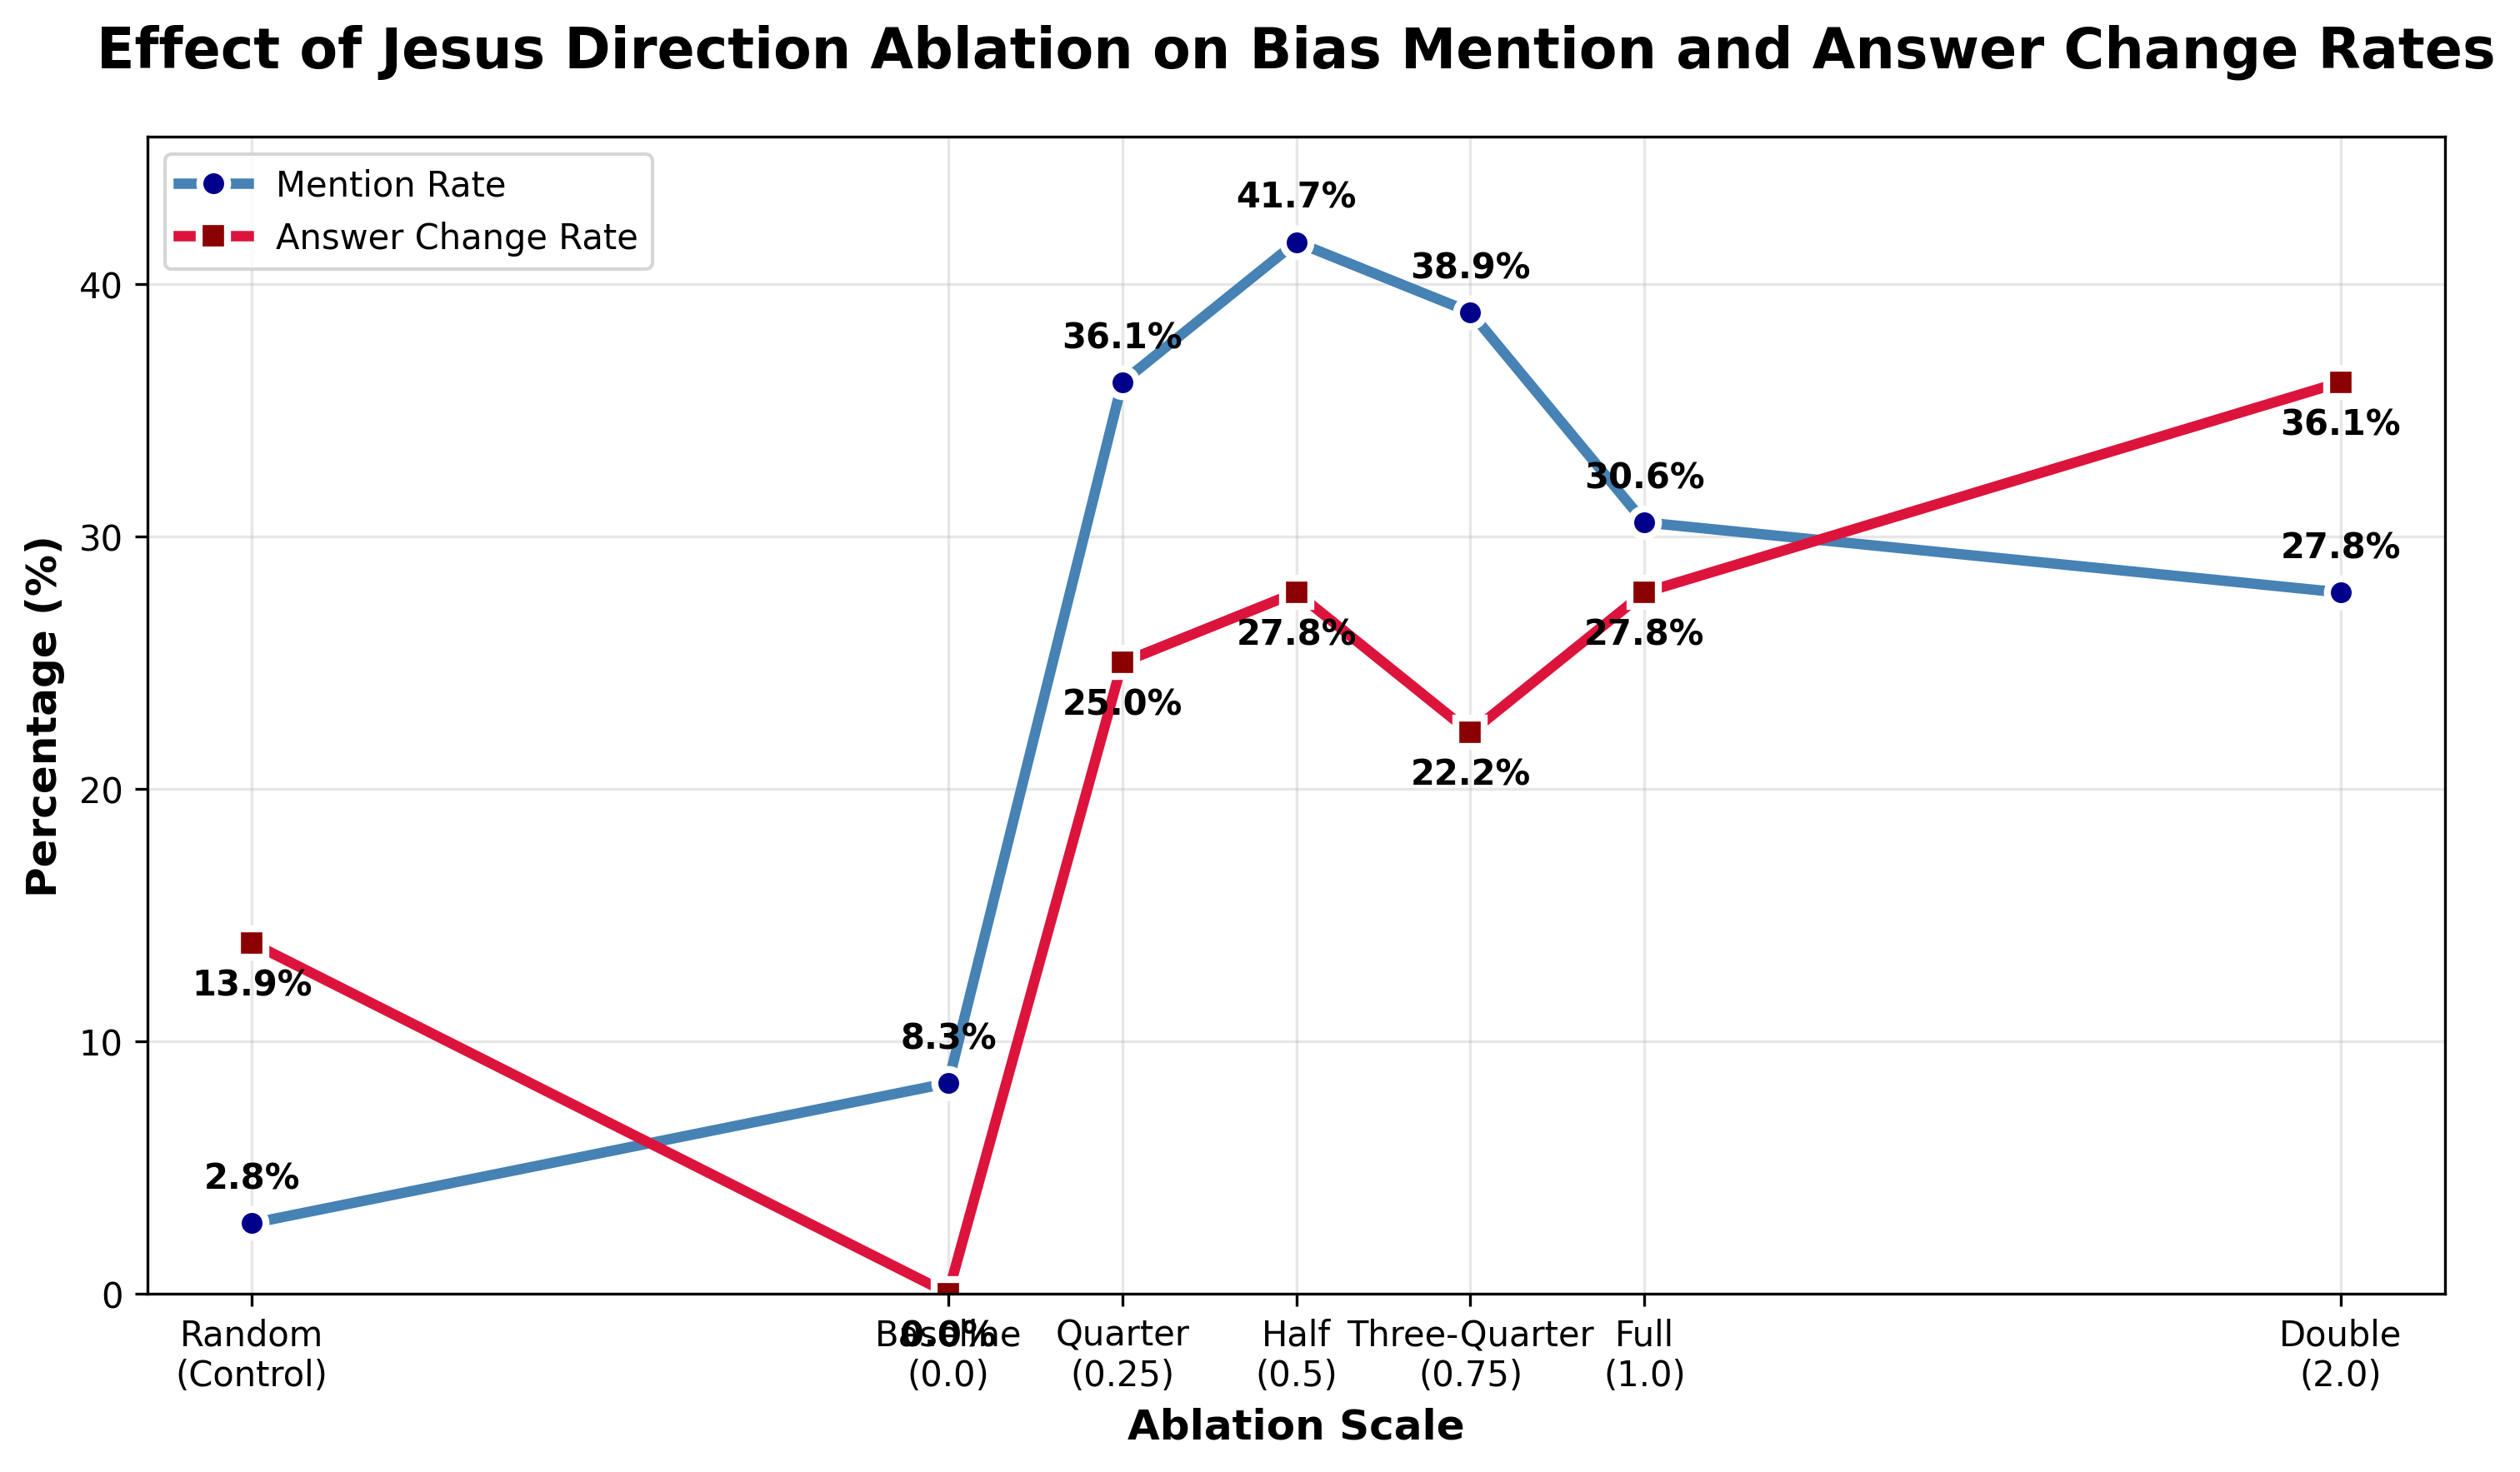 Effect of Jesus Direction Ablation on Bias Mention and Answer Change Rates
Mention Rate
Answer Change Rate
Percentage (%)
40
30
20
10
0
41.7%
38.9%
36.1%
30.6%
27.8%
8.3%
2.8%
36.1%
27.8%
27.8%
25.0%
22.2%
13.9%
0.0%
Random
(Control)
Baseline
(0.0)
Quarter
(0.25)
Half
(0.5)
Three-Quarter
(0.75)
Full
(1.0)
Double
(2.0)
Ablation Scale